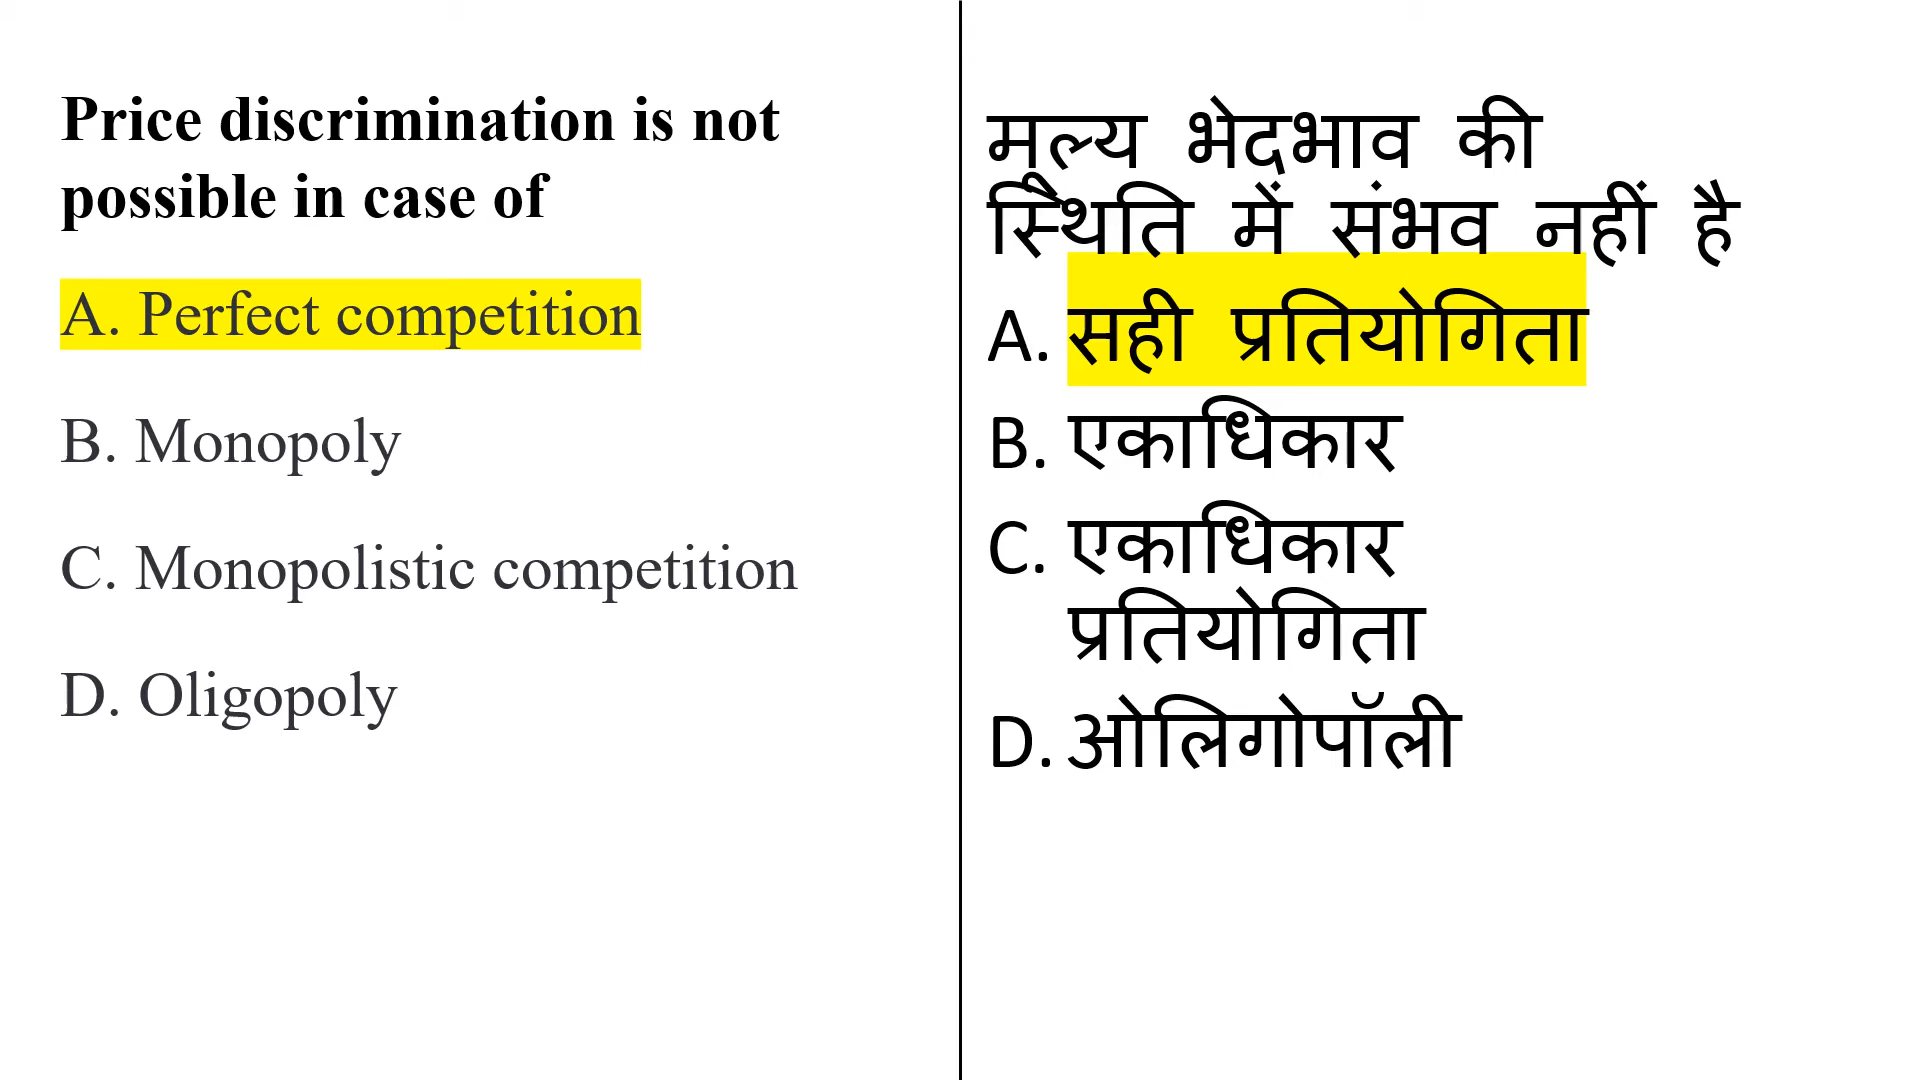 Price discrimination is not
possible in case of
A. Perfect competition
B. Monopoly
C. Monopolistic competition
D. Oligopoly
मूल्य भेदभाव की
स्थिति में संभव नहीं है
A. सही प्रतियोगिता
B. एकाधिकार
C. एकाधिकार
प्रतियोगिता
D. ओलिगोपॉली